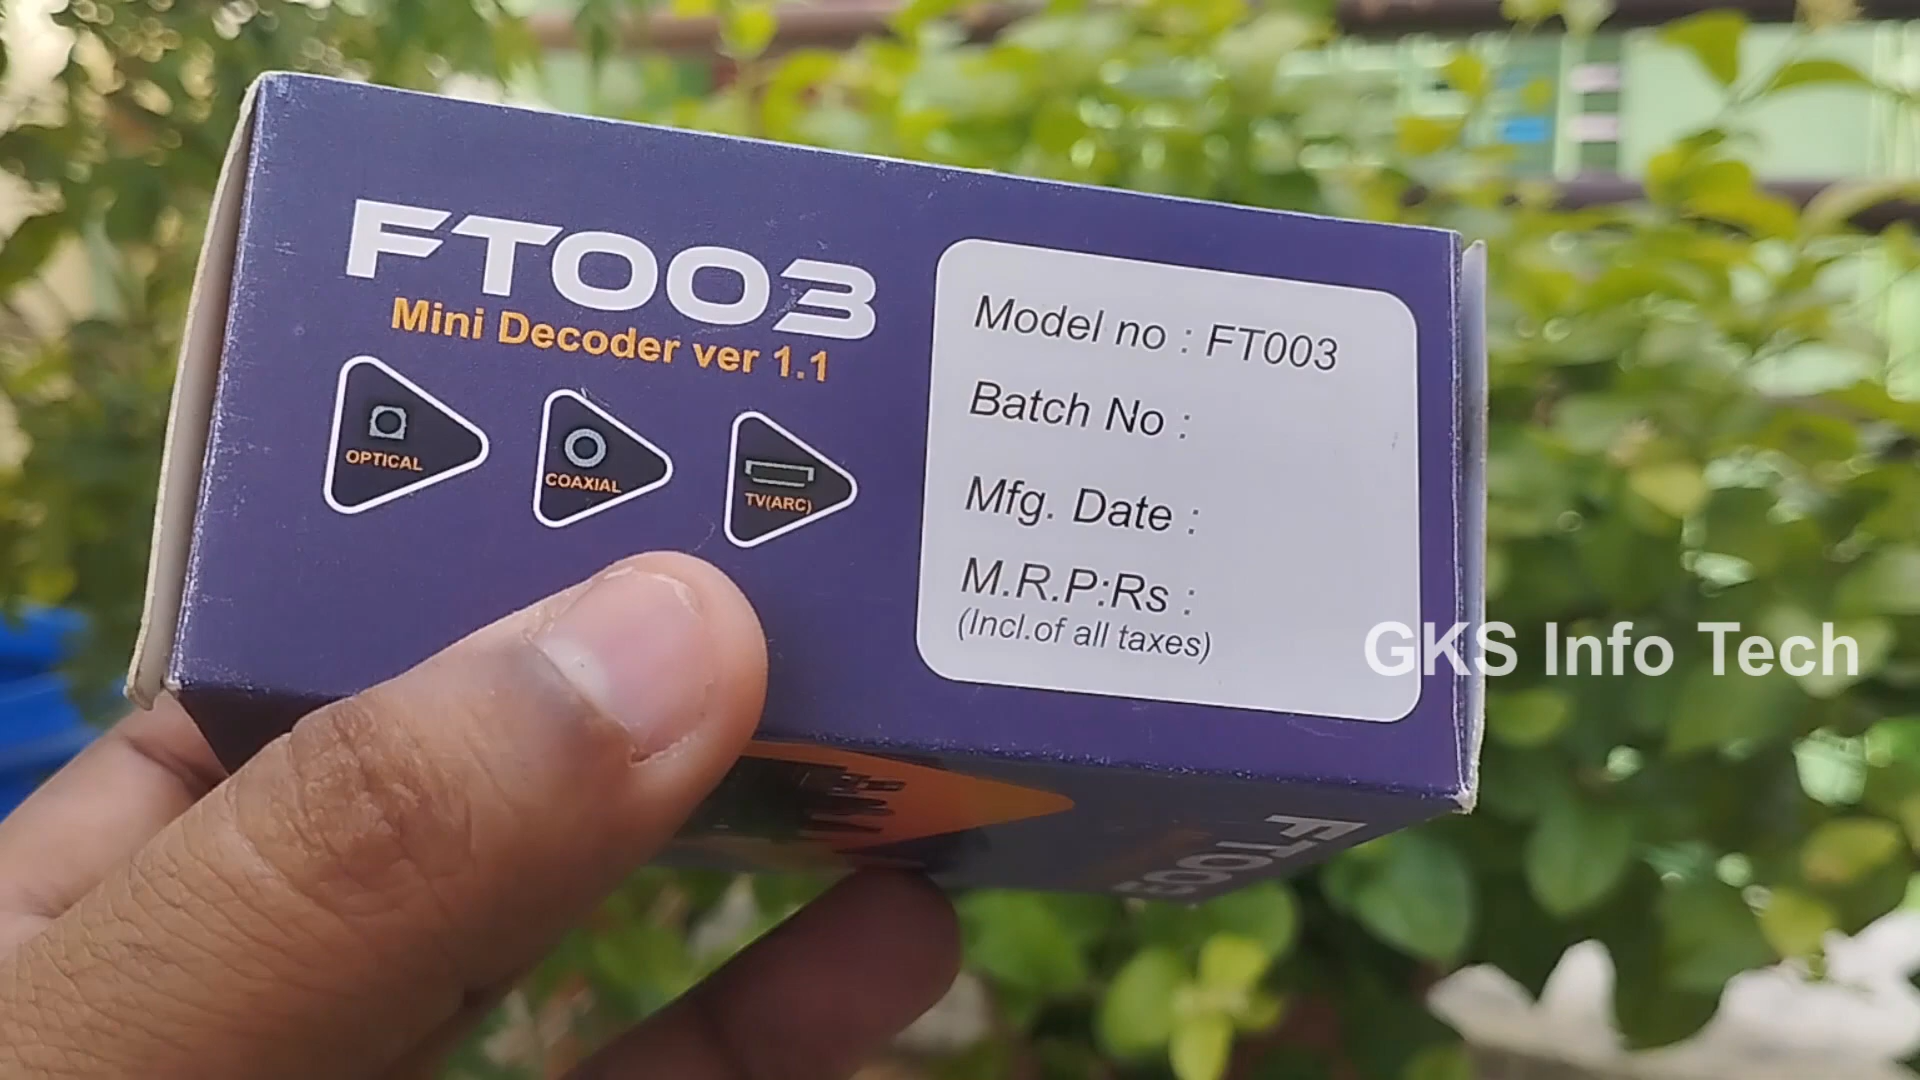 FT003
Mini Decoder ver 1.1
OPTICAL
COAXIAL
TV(ARC)
Model no : FT003
Batch No :
Mfg. Date :
M.R.P:Rs :
(Incl.of all taxes)
GKS Info Tech
FT003